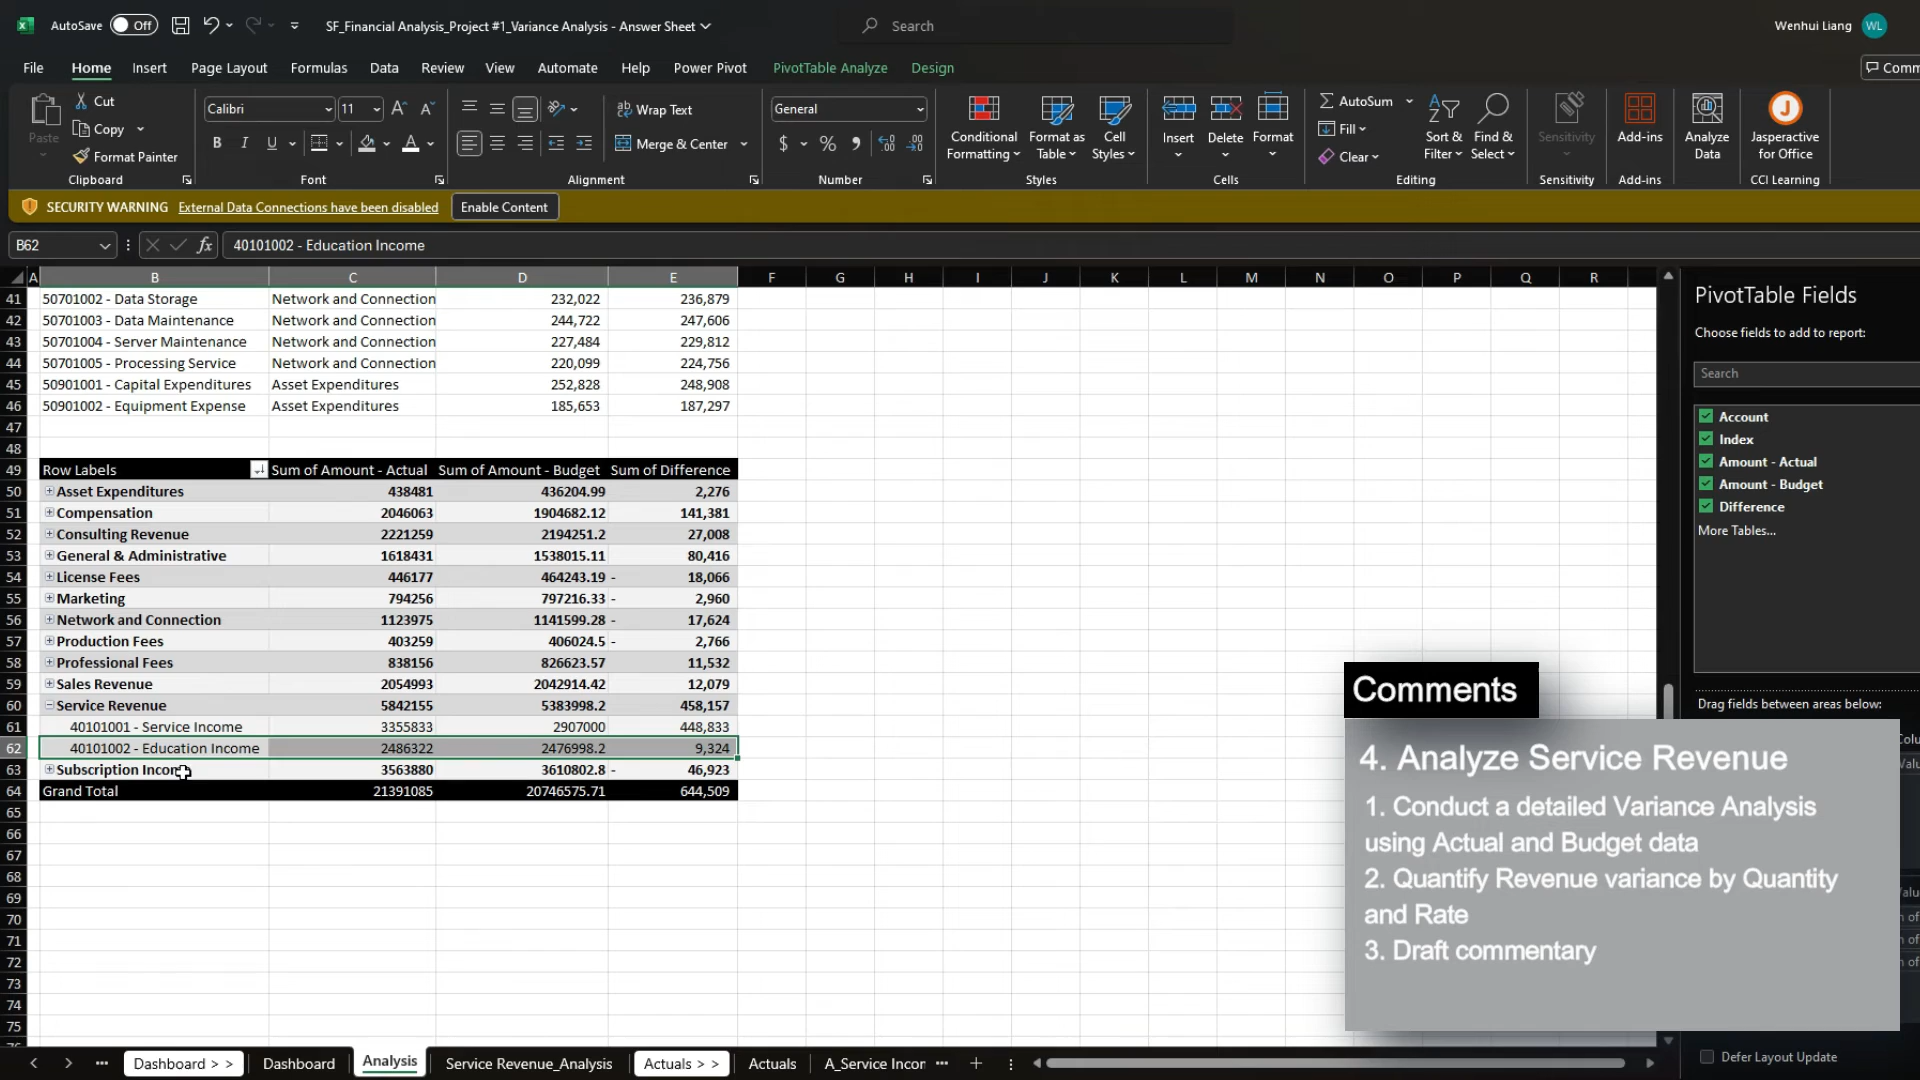 AutoSave Off SF_Financial Analysis_Project #1_Variance Analysis - Answer Sheet Search Wenhui Liang WL
File Home Insert Page Layout Formulas Data Review View Automate Help Power Pivot PivotTable Analyze Design Comm
Paste Cut Copy Format Painter Clipboard
Calibri 11 B I U A Font
Wrap Text Merge & Center Alignment
General $ % Number
Conditional Formatting Format as Table Cell Styles Styles
Insert Delete Format Cells
AutoSum Fill Clear Sort & Filter Find & Select Editing
Sensitivity Sensitivity
Add-ins Add-ins
Analyze Data
Jasperactive for Office CCI Learning
SECURITY WARNING External Data Connections have been disabled Enable Content
B62 fx 40101002 - Education Income
A B C D E F G H I J K L M N O P Q R
41 50701002 - Data Storage Network and Connection 232,022 236,879
42 50701003 - Data Maintenance Network and Connection 244,722 247,606
43 50701004 - Server Maintenance Network and Connection 227,484 229,812
44 50701005 - Processing Service Network and Connection 220,099 224,756
45 50901001 - Capital Expenditures Asset Expenditures 252,828 248,908
46 50901002 - Equipment Expense Asset Expenditures 185,653 187,297
47
48
49 Row Labels Sum of Amount - Actual Sum of Amount - Budget Sum of Difference
50 Asset Expenditures 438481 436204.99 2,276
51 Compensation 2046063 1904682.12 141,381
52 Consulting Revenue 2221259 2194251.2 27,008
53 General & Administrative 1618431 1538015.11 80,416
54 License Fees 446177 464243.19 - 18,066
55 Marketing 794256 797216.33 - 2,960
56 Network and Connection 1123975 1141599.28 - 17,624
57 Production Fees 403259 406024.5 - 2,766
58 Professional Fees 838156 826623.57 11,532
59 Sales Revenue 2054993 2042914.42 12,079
60 Service Revenue 5842155 5383998.2 458,157
61 40101001 - Service Income 3355833 2907000 448,833
62 40101002 - Education Income 2486322 2476998.2 9,324
63 Subscription Incom 3563880 3610802.8 - 46,923
64 Grand Total 21391085 20746575.71 644,509
65
66
67
68
69
70
71
72
73
74
75
PivotTable Fields
Choose fields to add to report:
Search
Account
Index
Amount - Actual
Amount - Budget
Difference
More Tables...
Drag fields between areas below:
Defer Layout Update
Comments
4. Analyze Service Revenue
1. Conduct a detailed Variance Analysis
using Actual and Budget data
2. Quantify Revenue variance by Quantity
and Rate
3. Draft commentary
Dashboard > > Dashboard Analysis Service Revenue_Analysis Actuals > > Actuals A_Service Incor